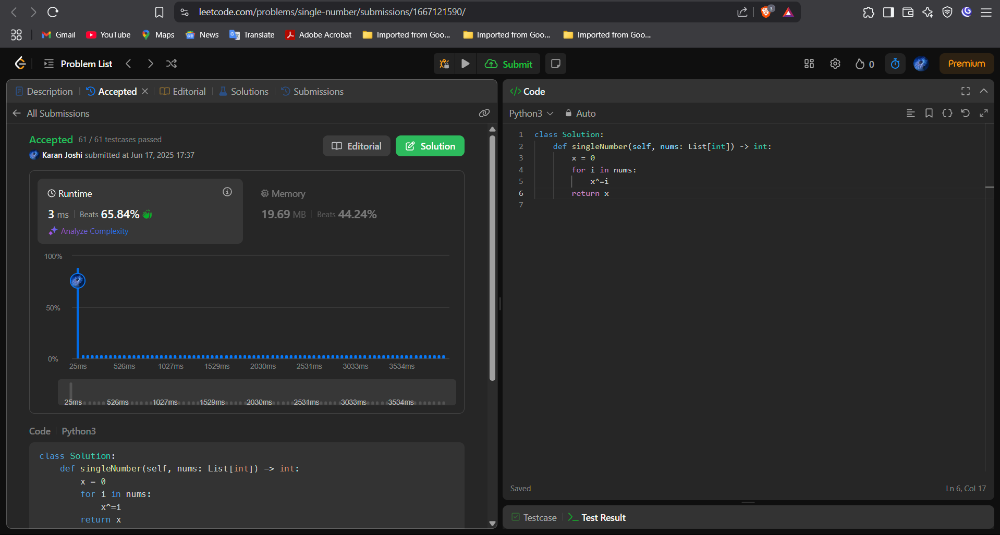 leetcode.com/problems/single-number/submissions/1667121590/
3
Gmail YouTube Maps News Translate Adobe Acrobat Imported from Goo... Imported from Goo... Imported from Goo...
Problem List
Submit
0
Premium
Description Accepted Editorial Solutions Submissions
All Submissions
Accepted 61 / 61 testcases passed
Karan Joshi submitted at Jun 17, 2025 17:37
Editorial
Solution
Runtime
3 ms Beats 65.84%
Analyze Complexity
Memory
19.69 MB Beats 44.24%
100%
50%
0%
25ms 526ms 1027ms 1529ms 2030ms 2531ms 3033ms 3534ms
25ms 526ms 1027ms 1529ms 2030ms 2531ms 3033ms 3534ms
Code Python3
class Solution:
def singleNumber(self, nums: List[int]) -> int:
x = 0
for i in nums:
x^=i
return x
</> Code
Python3 Auto
1 class Solution:
2 def singleNumber(self, nums: List[int]) -> int:
3 x = 0
4 for i in nums:
5 x^=i
6 return x
7
Saved
Ln 6, Col 17
Testcase >_ Test Result